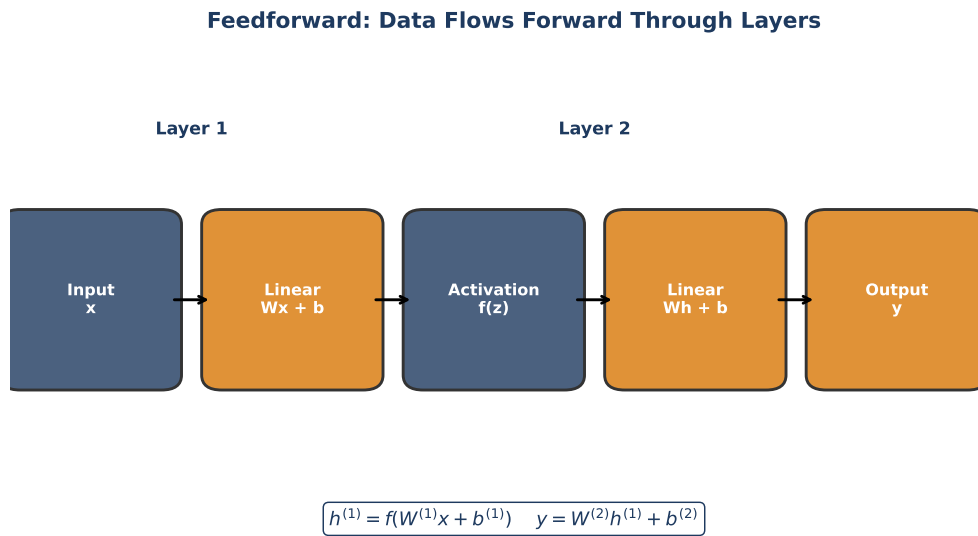 Feedforward: Data Flows Forward Through Layers
Layer 1
Layer 2
Input
x
Linear
Wx + b
Activation
f(z)
Linear
Wh + b
Output
y
h⁽¹⁾ = f(W⁽¹⁾x + b⁽¹⁾)    y = W⁽²⁾h⁽¹⁾ + b⁽²⁾